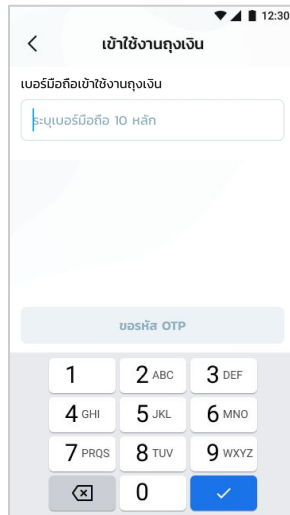 12:30
เข้าใช้งานถุงเงิน
เบอร์มือถือเข้าใช้งานถุงเงิน
ระบุเบอร์มือถือ 10 หลัก
ขอรหัส OTP
1 2 ABC 3 DEF
4 GHI 5 JKL 6 MNO
7 PRQS 8 TUV 9 WXYZ
0